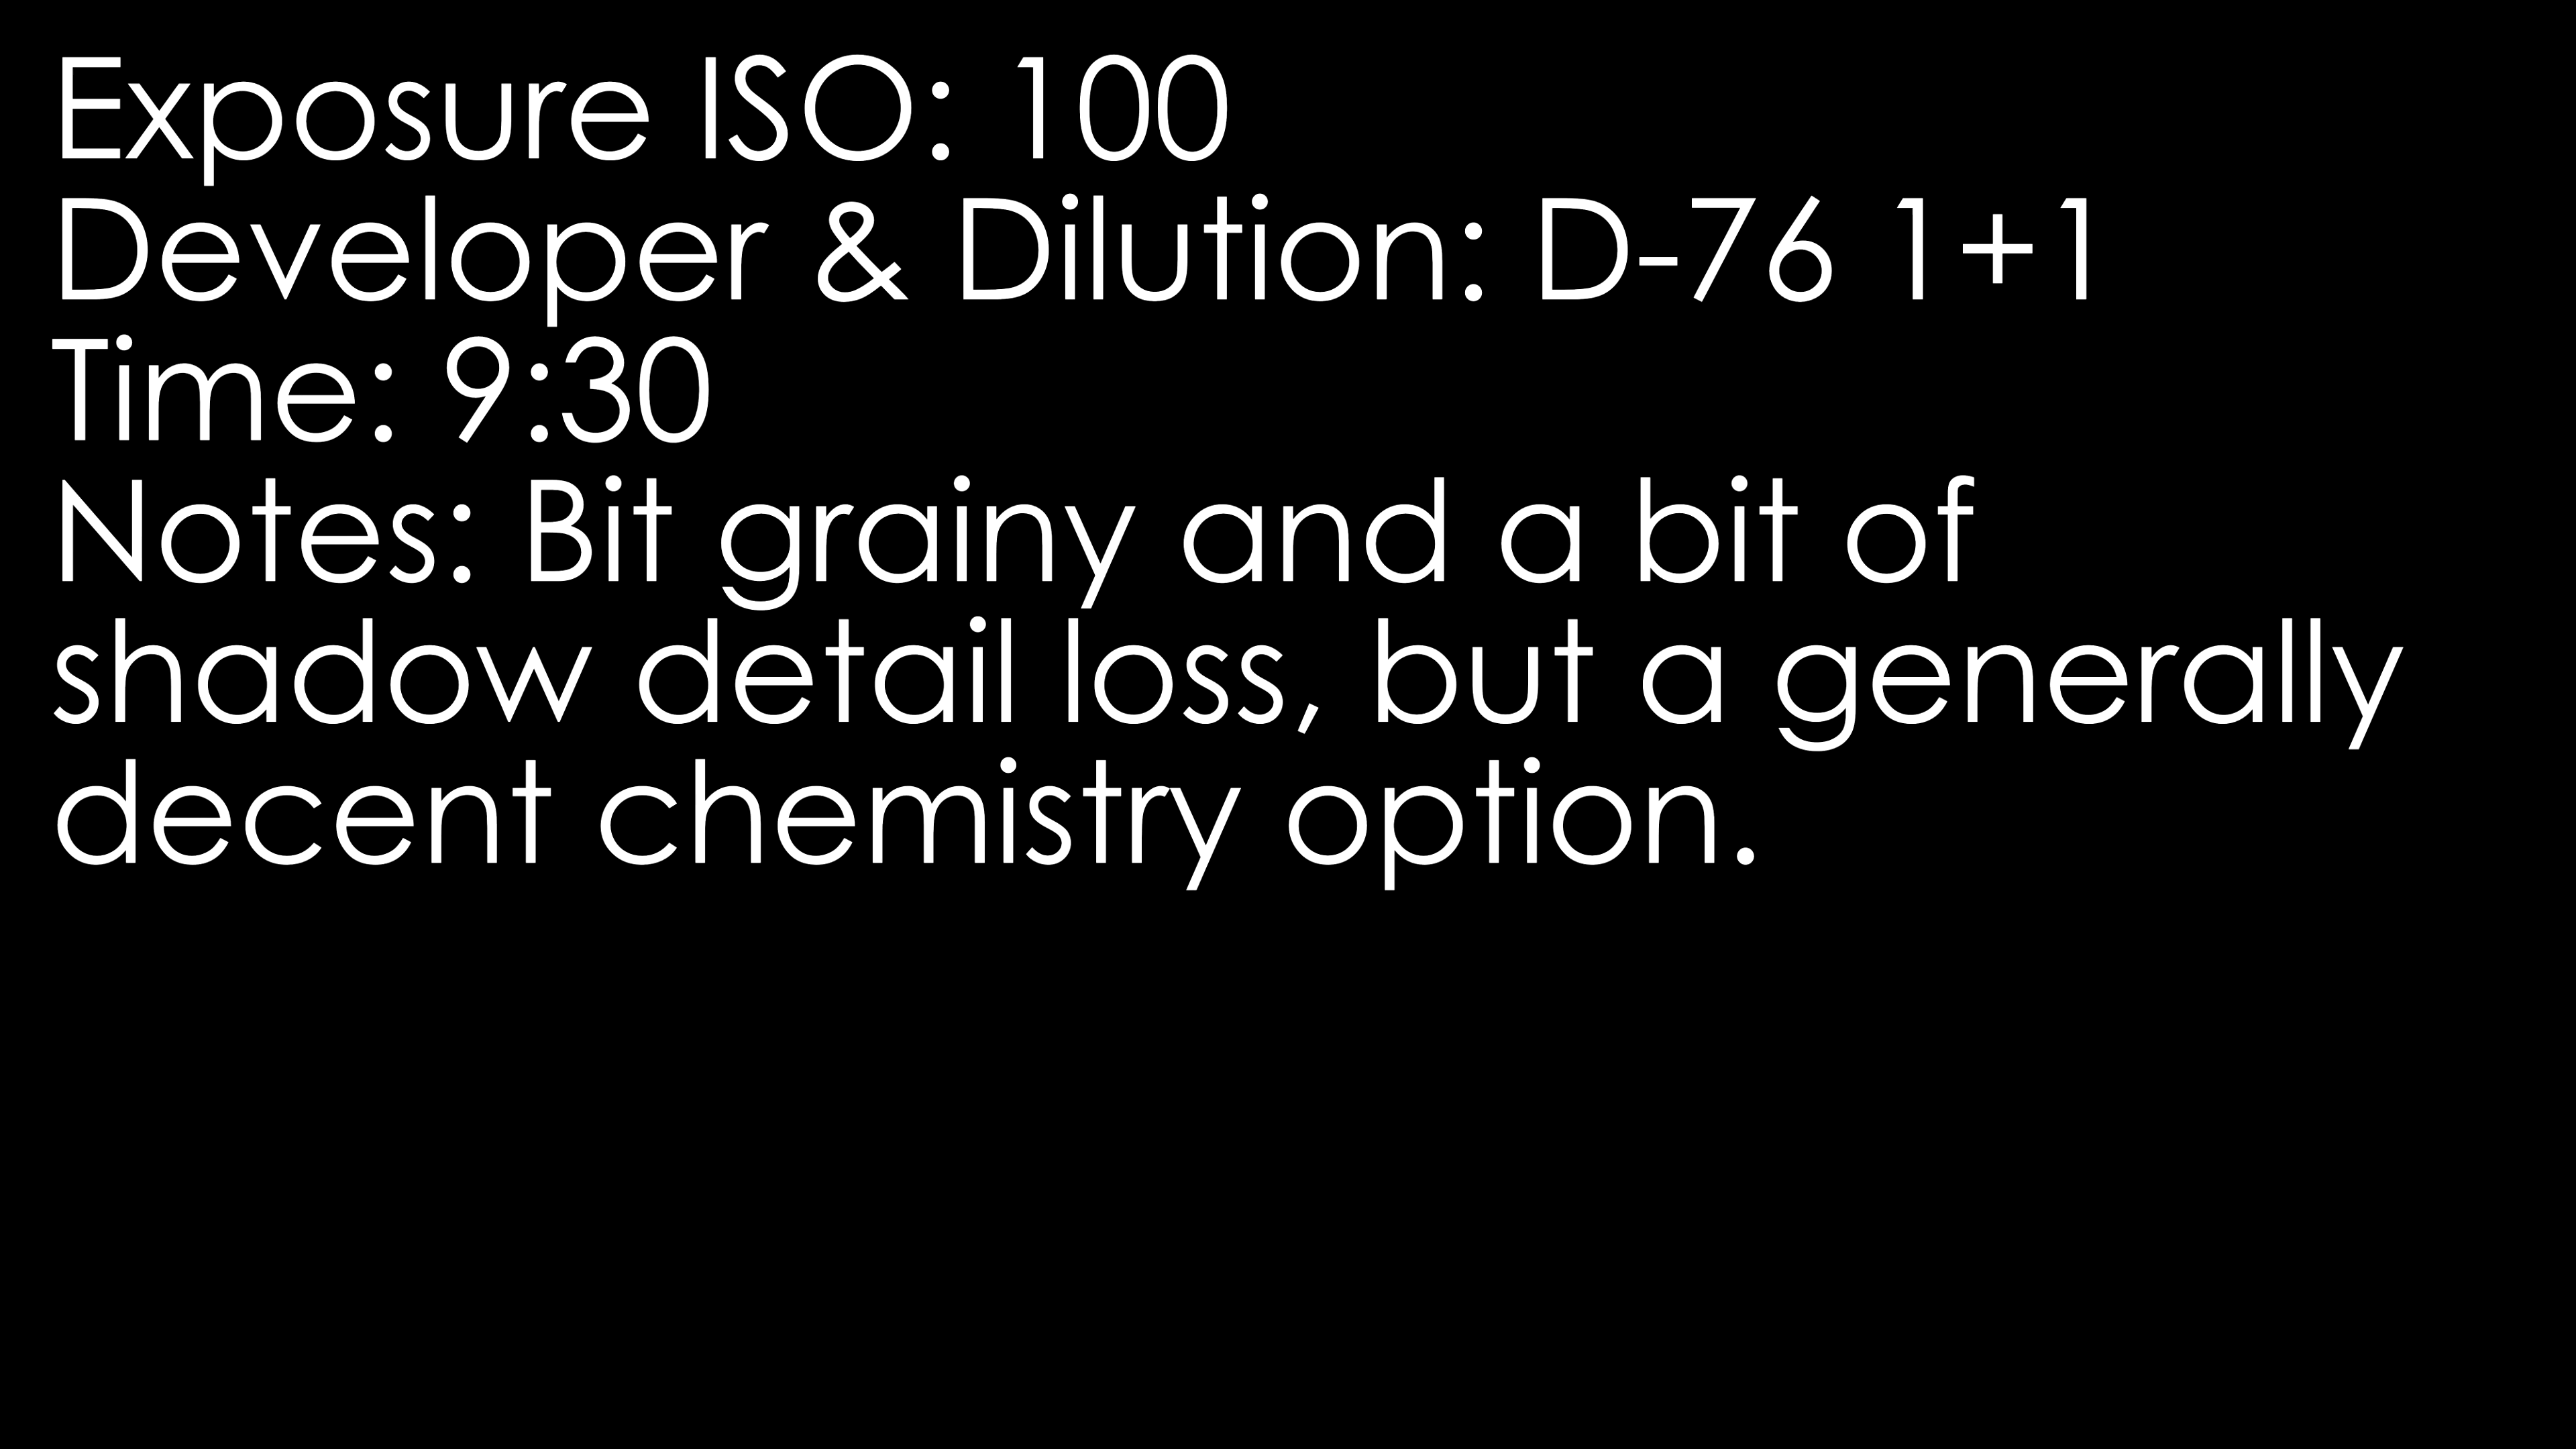 Exposure ISO: 100
Developer & Dilution: D-76 1+1
Time: 9:30
Notes: Bit grainy and a bit of
shadow detail loss, but a generally
decent chemistry option.